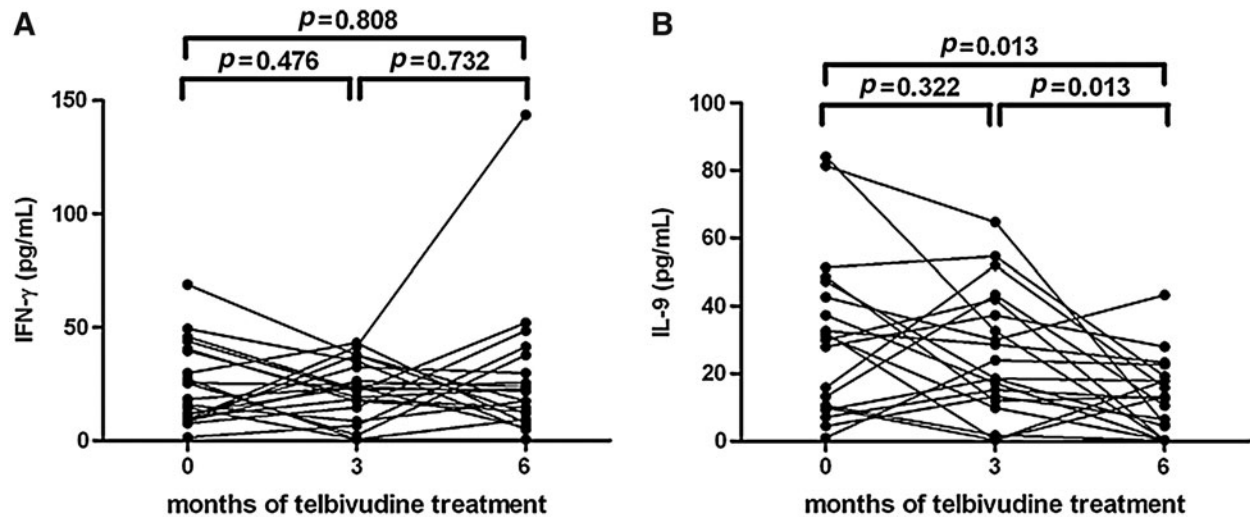 A
p=0.808
p=0.476 p=0.732
150
100
50
0
IFN-γ (pg/mL)
0 3 6
months of telbivudine treatment
B
p=0.013
p=0.322 p=0.013
100
80
60
40
20
0
IL-9 (pg/mL)
0 3 6
months of telbivudine treatment